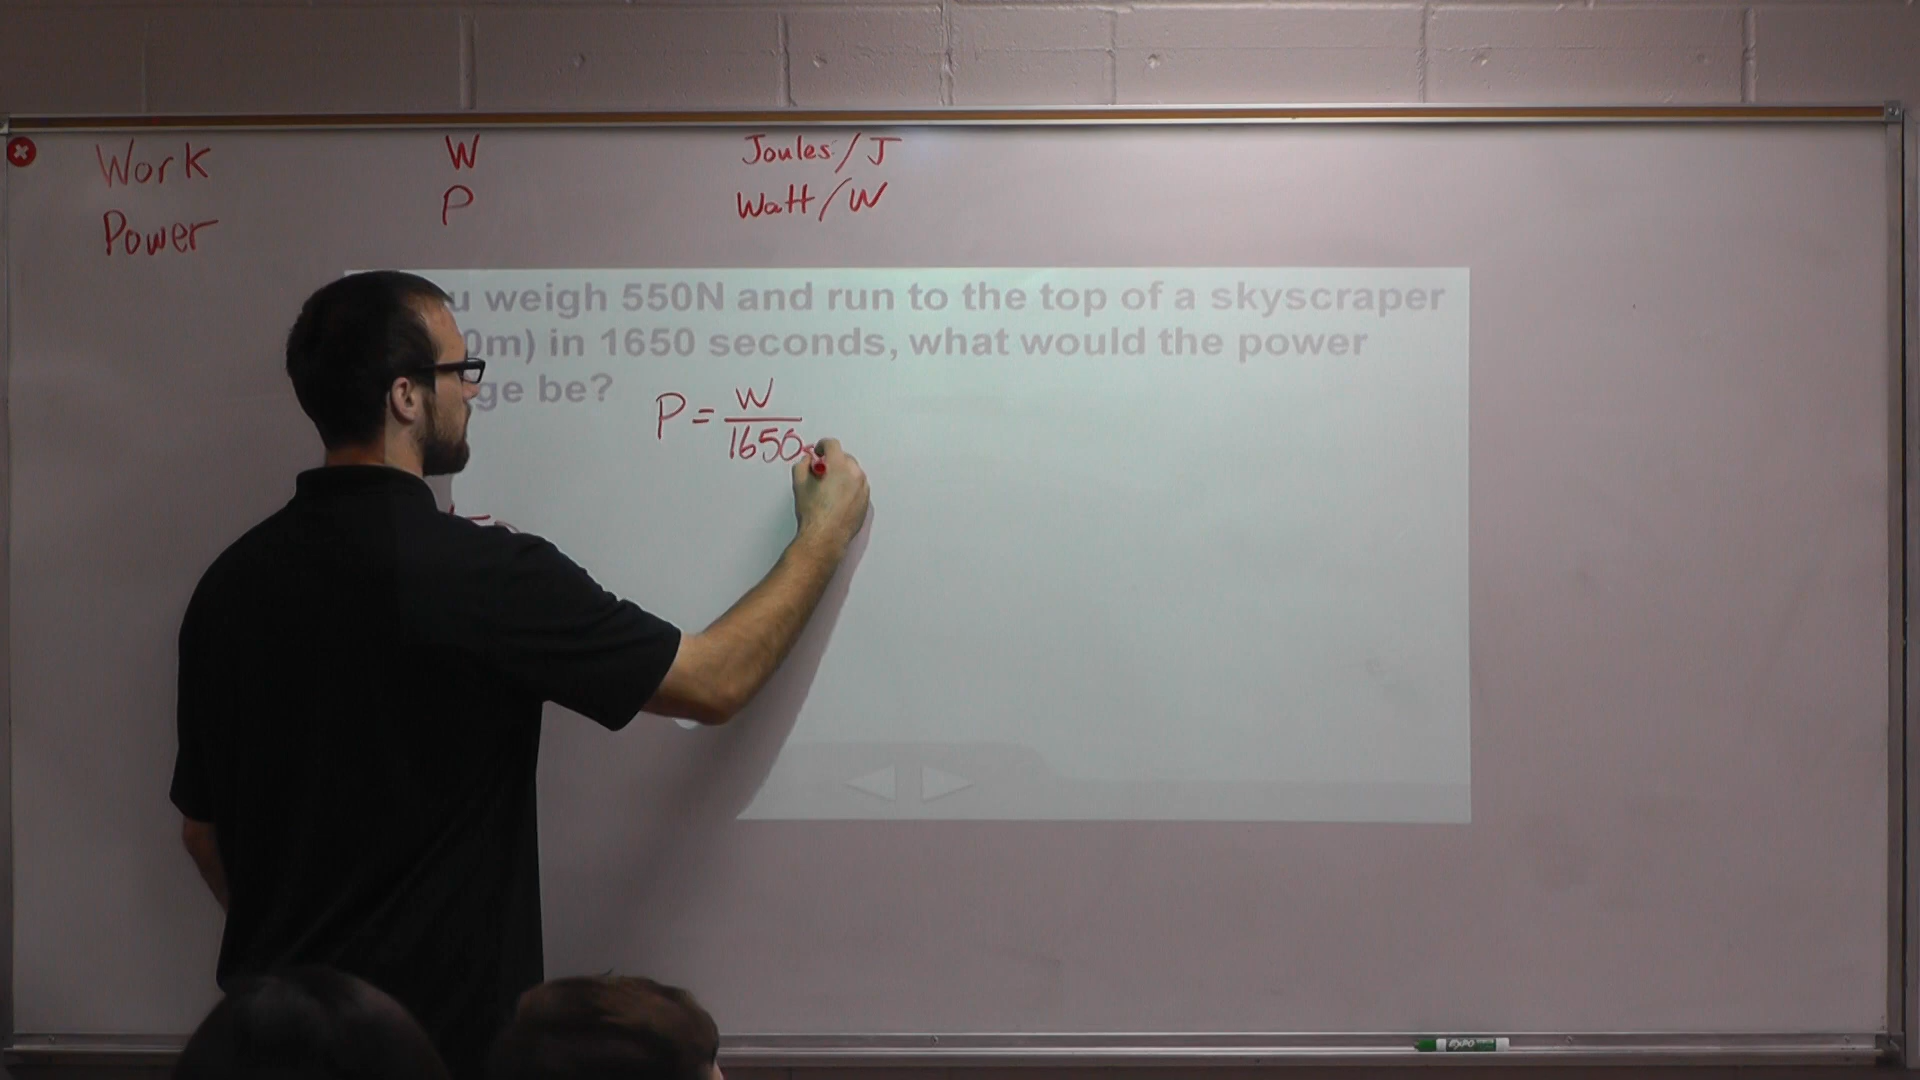 Work W Joules/J
Power P Watt/W
u weigh 550N and run to the top of a skyscraper
0m) in 1650 seconds, what would the power
ge be?
P = W
1650s
EXPO